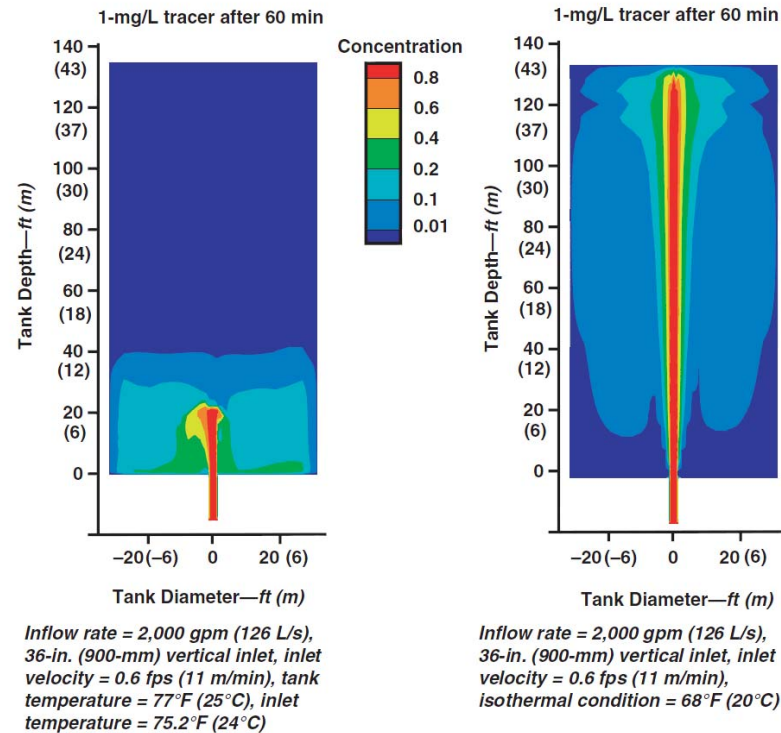 1-mg/L tracer after 60 min
140
(43)
120
(37)
100
(30)
80
(24)
60
(18)
40
(12)
20
(6)
0
Tank Depth—ft (m)
–20(–6) 0 20 (6)
Tank Diameter—ft (m)
Inflow rate = 2,000 gpm (126 L/s),
36-in. (900-mm) vertical inlet, inlet
velocity = 0.6 fps (11 m/min), tank
temperature = 77°F (25°C), inlet
temperature = 75.2°F (24°C)
Concentration
0.8
0.6
0.4
0.2
0.1
0.01
1-mg/L tracer after 60 min
140
(43)
120
(37)
100
(30)
80
(24)
60
(18)
40
(12)
20
(6)
0
Tank Depth—ft (m)
–20(–6) 0 20 (6)
Tank Diameter—ft (m)
Inflow rate = 2,000 gpm (126 L/s),
36-in. (900-mm) vertical inlet, inlet
velocity = 0.6 fps (11 m/min),
isothermal condition = 68°F (20°C)